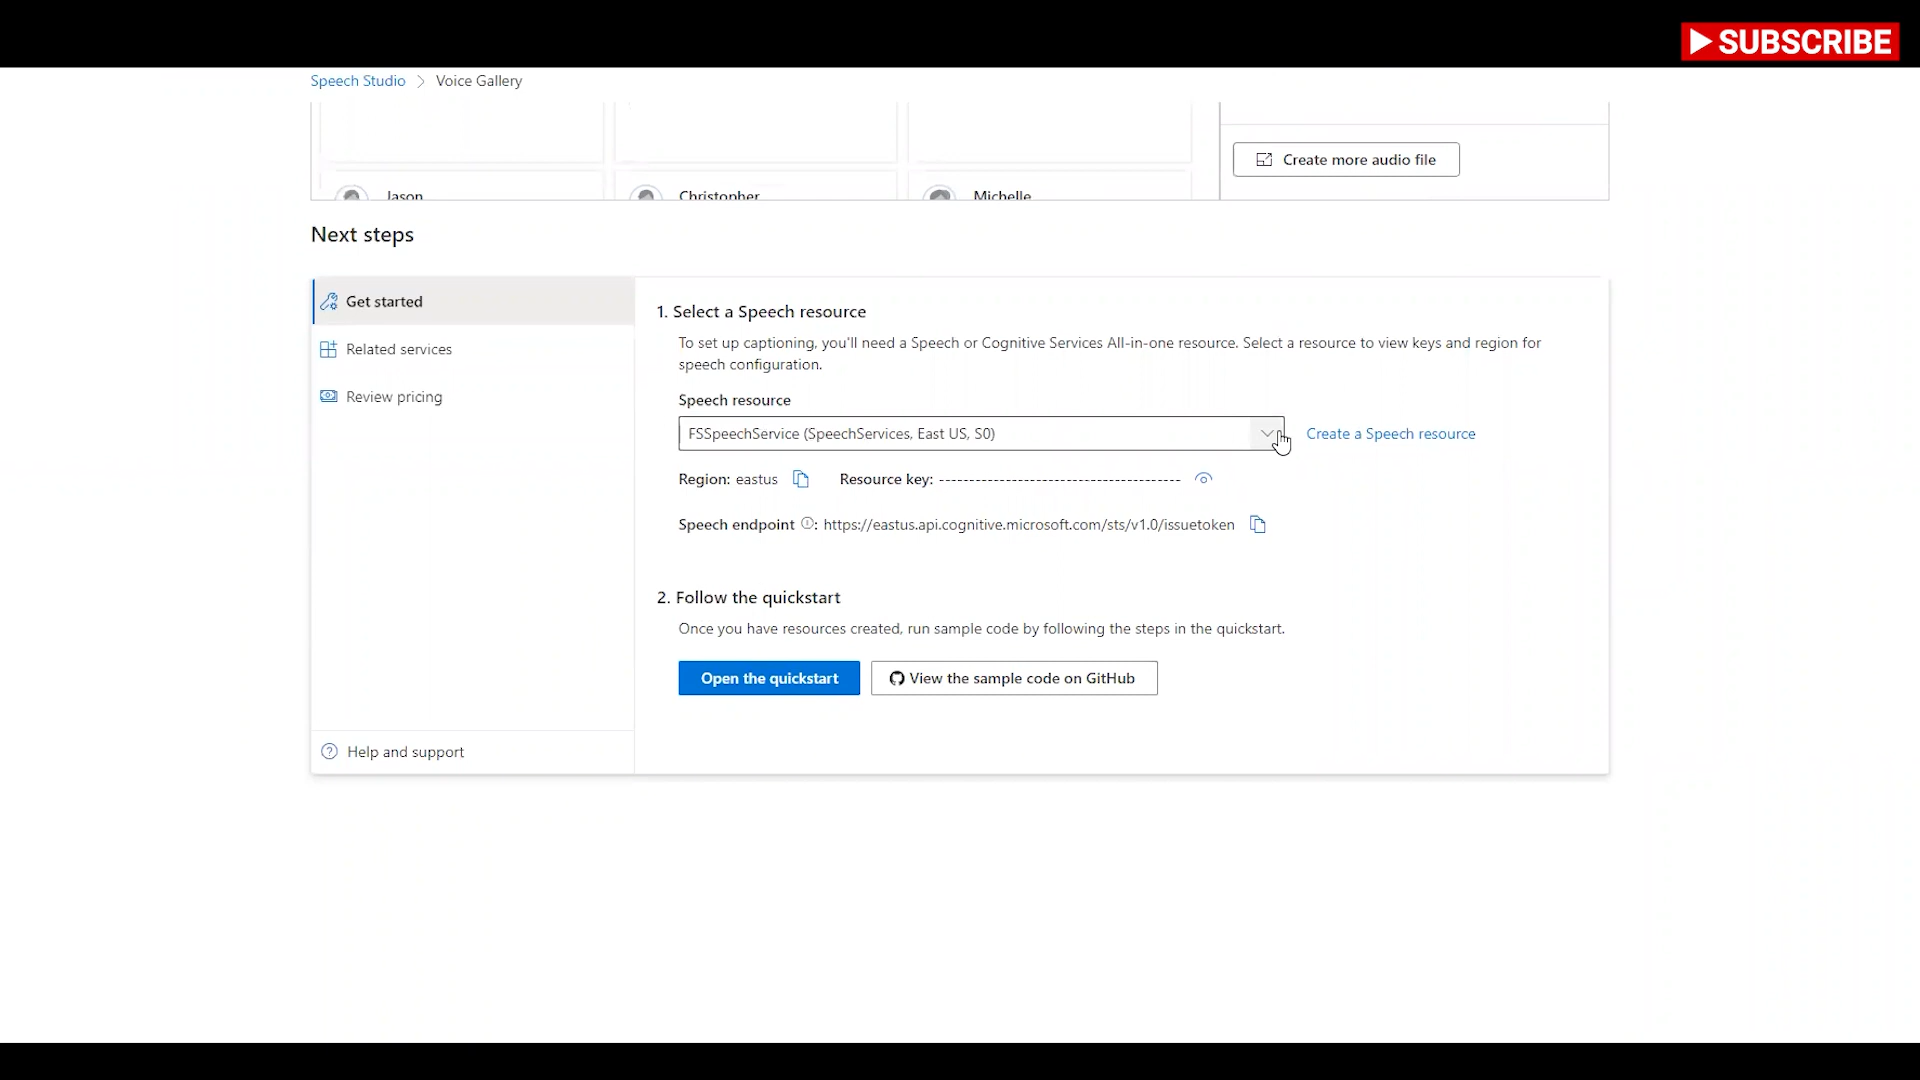 SUBSCRIBE
Speech Studio > Voice Gallery
Create more audio file
Jason
Christopher
Michelle
Next steps
Get started
Related services
Review pricing
Help and support
1. Select a Speech resource
To set up captioning, you'll need a Speech or Cognitive Services All-in-one resource. Select a resource to view keys and region for
speech configuration.
Speech resource
FSSpeechService (SpeechServices, East US, S0)
Create a Speech resource
Region: eastus
Resource key: ----------------------------------------
Speech endpoint : https://eastus.api.cognitive.microsoft.com/sts/v1.0/issuetoken
2. Follow the quickstart
Once you have resources created, run sample code by following the steps in the quickstart.
Open the quickstart
View the sample code on GitHub